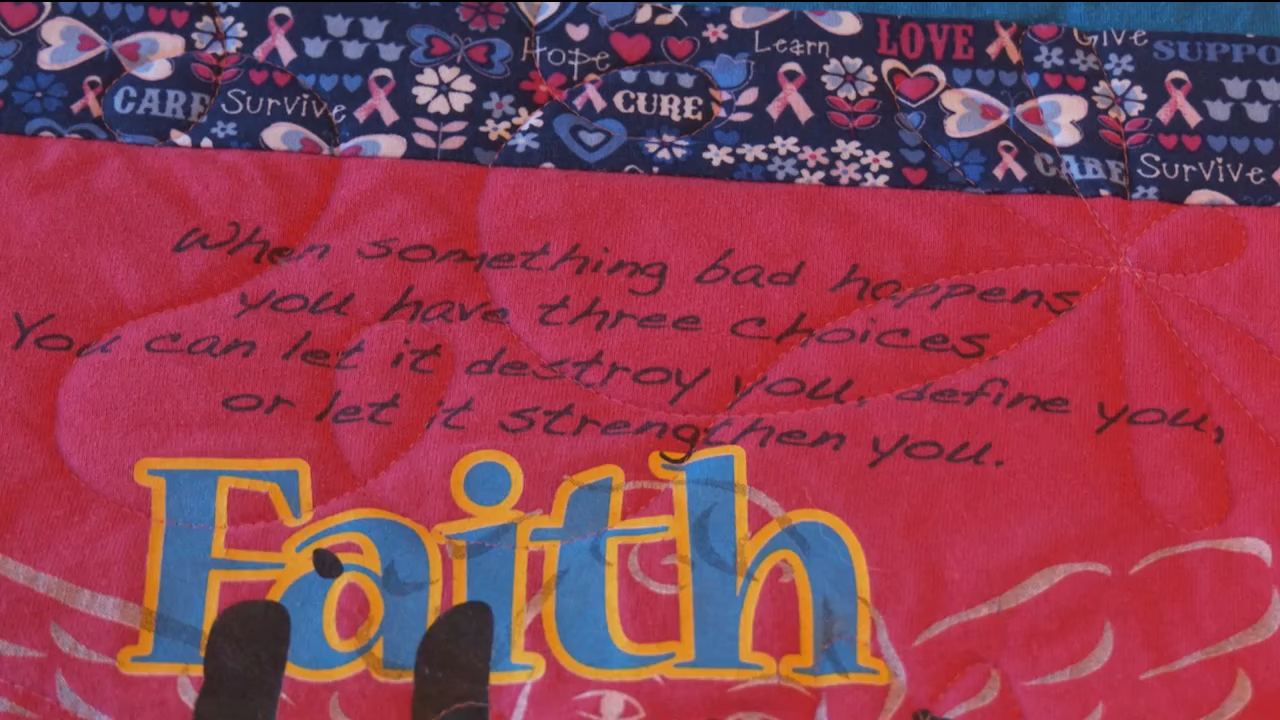 Hope Learn LOVE Give SUPPO
CARE Survive CURE CARE Survive
When something bad happens
you have three choices
You can let it destroy you, define you,
or let it strengthen you.
Faith